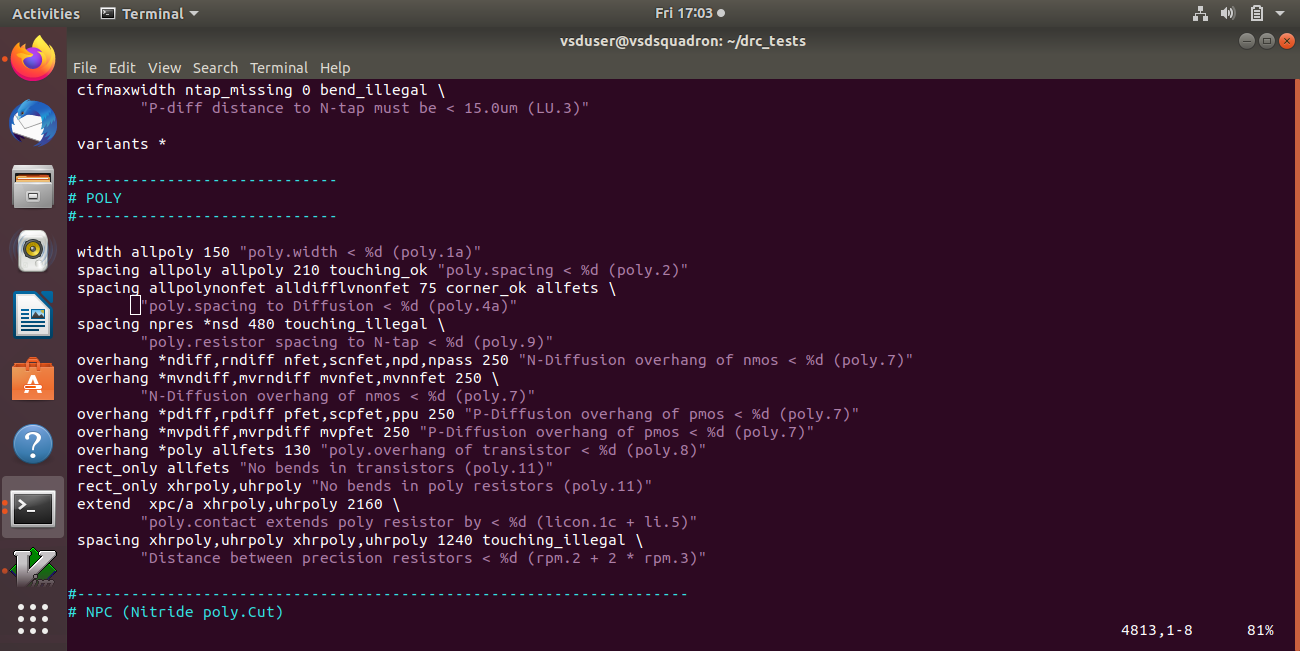 Activities Terminal Fri 17:03
vsduser@vsdsquadron: ~/drc_tests
File Edit View Search Terminal Help
cifmaxwidth ntap_missing 0 bend_illegal \
"P-diff distance to N-tap must be < 15.0um (LU.3)"
variants *
#-----------------------------
# POLY
#-----------------------------
width allpoly 150 "poly.width < %d (poly.1a)"
spacing allpoly allpoly 210 touching_ok "poly.spacing < %d (poly.2)"
spacing allpolynonfet alldifflvnonfet 75 corner_ok allfets \
"poly.spacing to Diffusion < %d (poly.4a)"
spacing npres *nsd 480 touching_illegal \
"poly.resistor spacing to N-tap < %d (poly.9)"
overhang *ndiff,rndiff nfet,scnfet,npd,npass 250 "N-Diffusion overhang of nmos < %d (poly.7)"
overhang *mvndiff,mvrndiff mvnfet,mvnnfet 250 \
"N-Diffusion overhang of nmos < %d (poly.7)"
overhang *pdiff,rpdiff pfet,scpfet,ppu 250 "P-Diffusion overhang of pmos < %d (poly.7)"
overhang *mvpdiff,mvrpdiff mvpfet 250 "P-Diffusion overhang of pmos < %d (poly.7)"
overhang *poly allfets 130 "poly.overhang of transistor < %d (poly.8)"
rect_only allfets "No bends in transistors (poly.11)"
rect_only xhrpoly,uhrpoly "No bends in poly resistors (poly.11)"
extend  xpc/a xhrpoly,uhrpoly 2160 \
"poly.contact extends poly resistor by < %d (licon.1c + li.5)"
spacing xhrpoly,uhrpoly xhrpoly,uhrpoly 1240 touching_illegal \
"Distance between precision resistors < %d (rpm.2 + 2 * rpm.3)"
#--------------------------------------------------------------------
# NPC (Nitride poly.Cut)
4813,1-8 81%